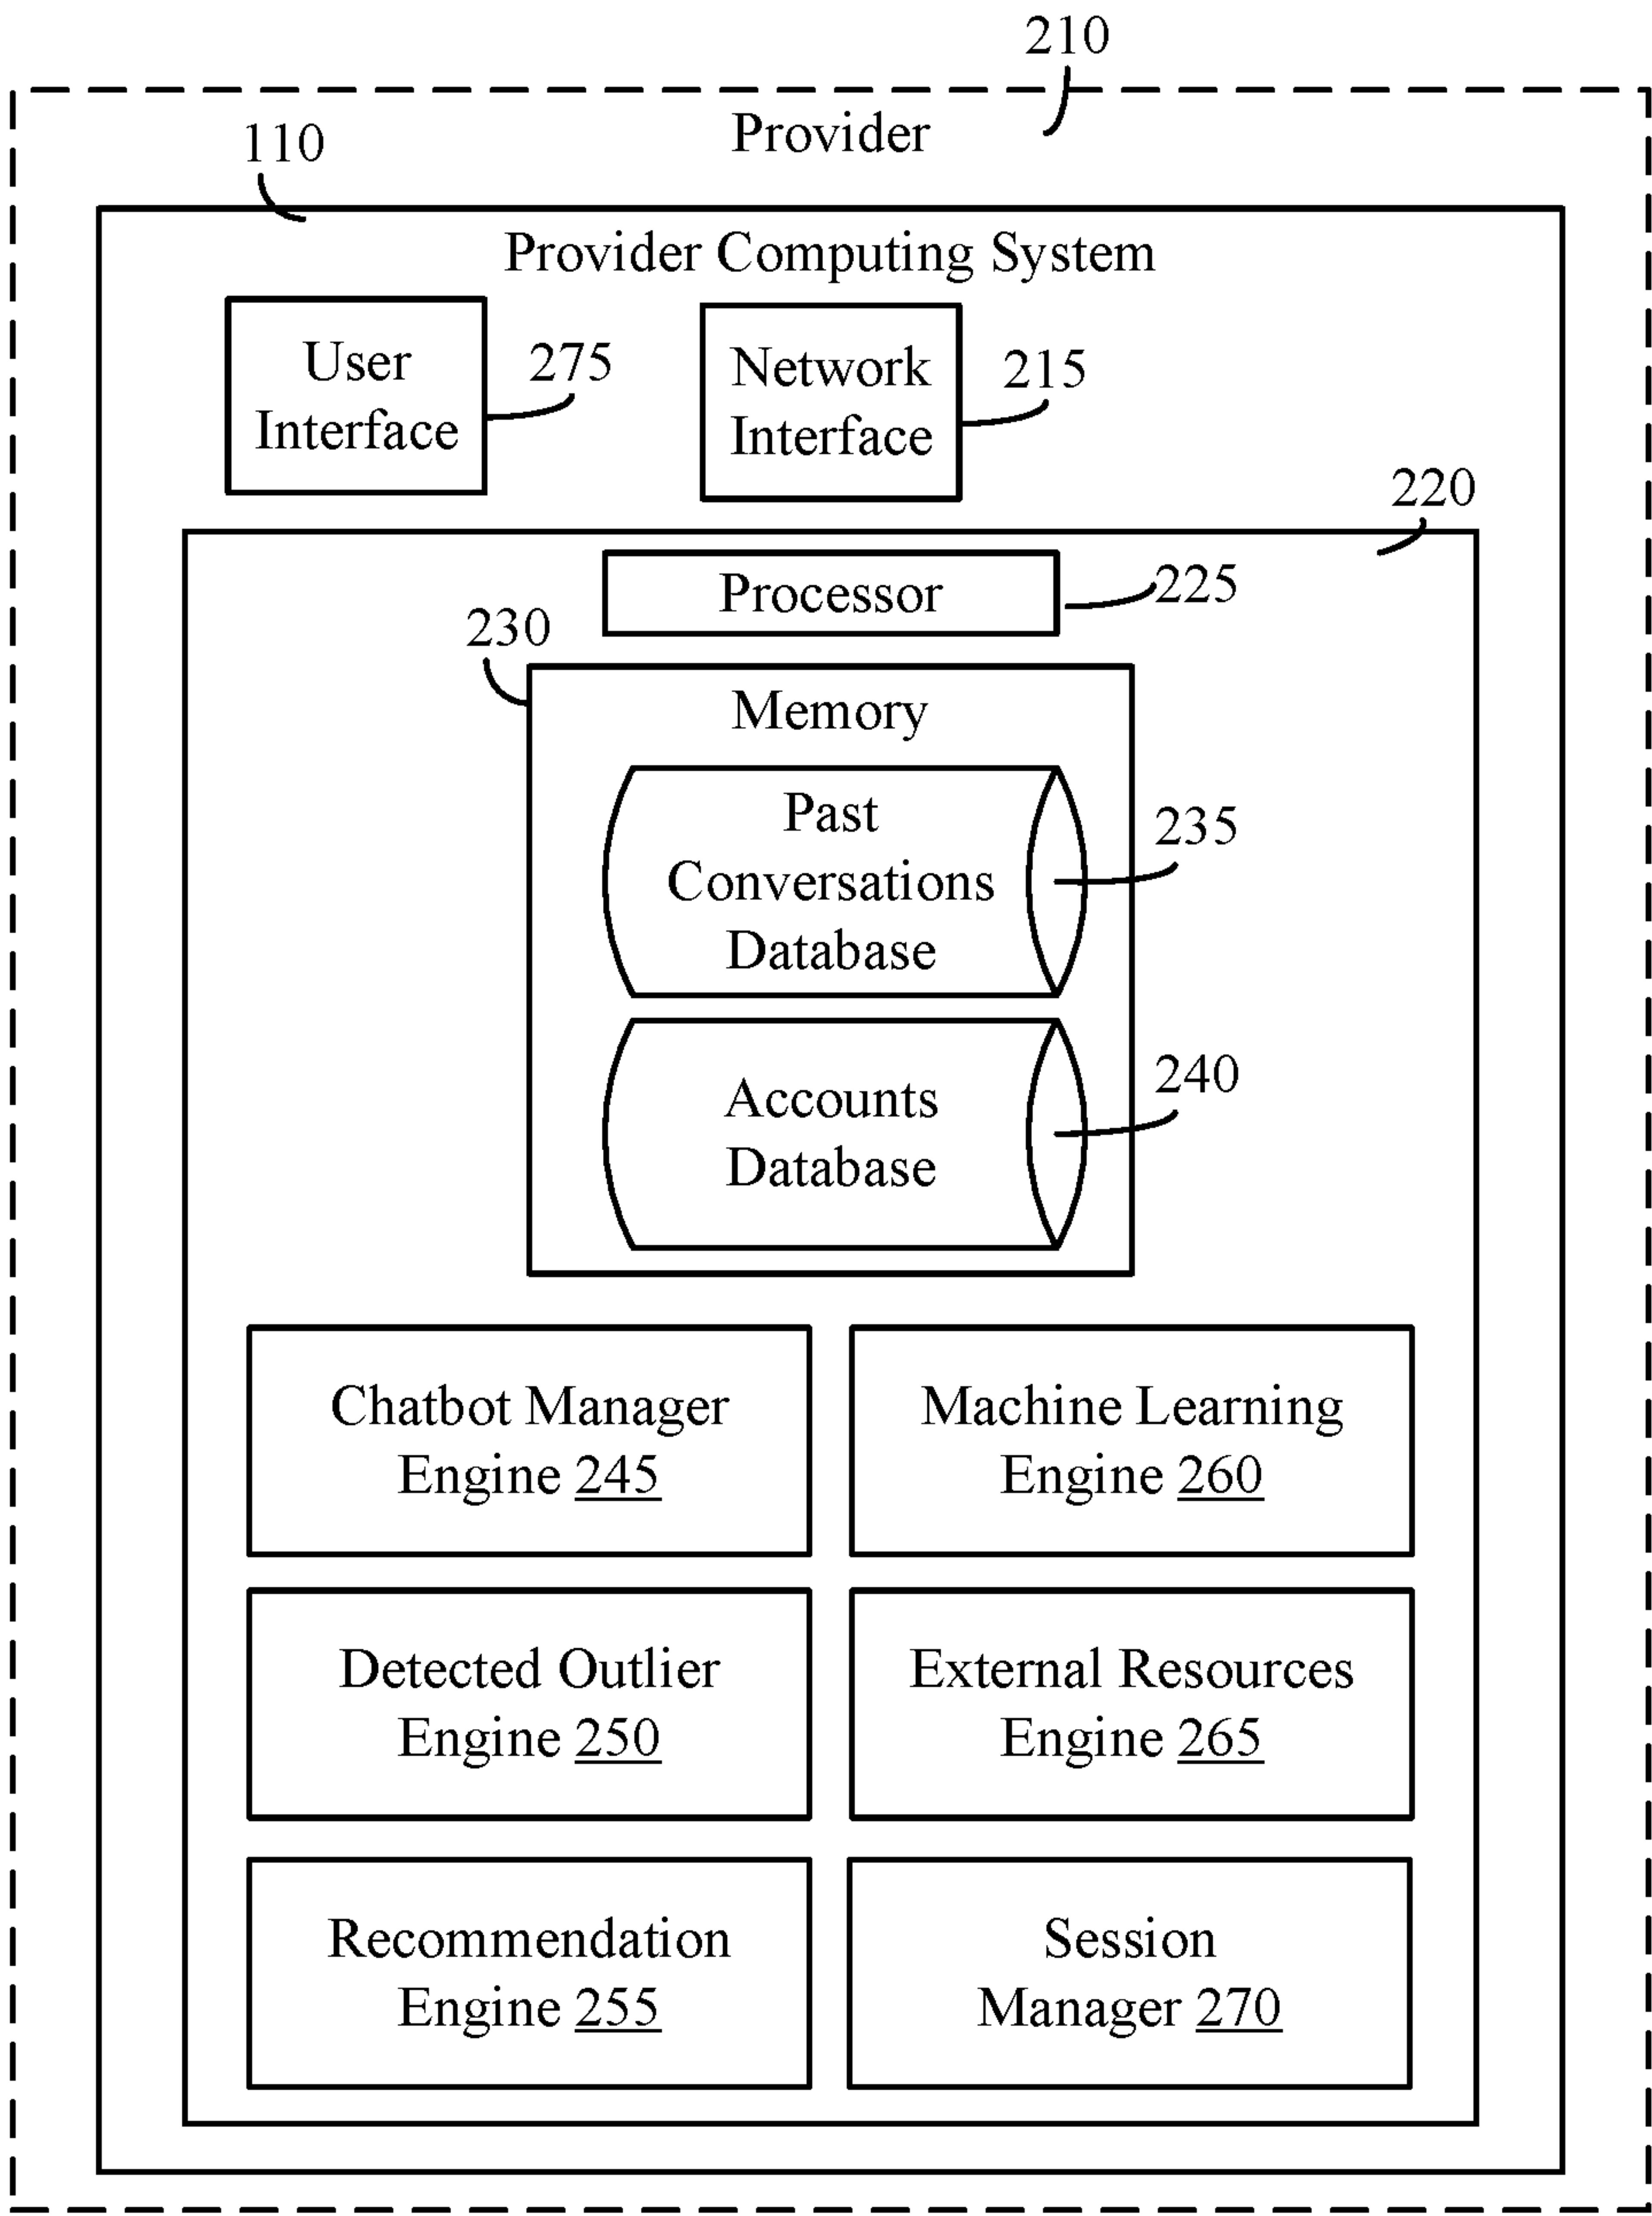 210
Provider
110
Provider Computing System
User
Interface
275
Network
Interface
215
220
Processor
225
230
Memory
Past
Conversations
Database
235
Accounts
Database
240
Chatbot Manager
Engine 245
Machine Learning
Engine 260
Detected Outlier
Engine 250
External Resources
Engine 265
Recommendation
Engine 255
Session
Manager 270